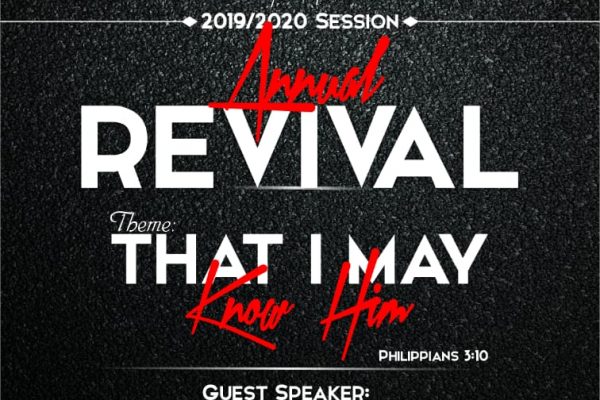 2019/2020 Session
Annual
REVIVAL
Theme:
THAT I MAY
Know Him
Philippians 3:10
Guest Speaker: